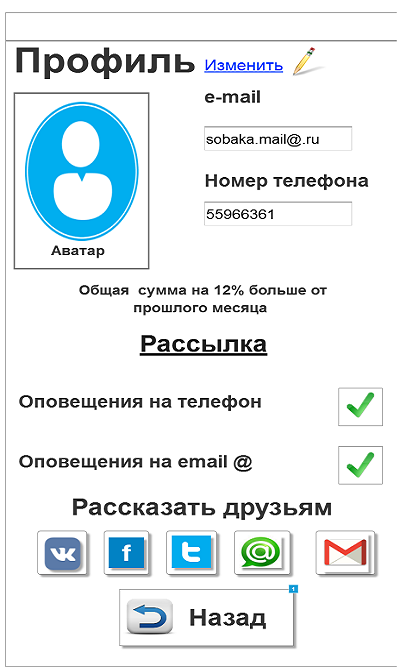 Профиль Изменить
e-mail
sobaka.mail@.ru
Номер телефона
55966361
Аватар
Общая сумма на 12% больше от
прошлого месяца
Рассылка
Оповещения на телефон
Оповещения на email @
Рассказать друзьям
Назад